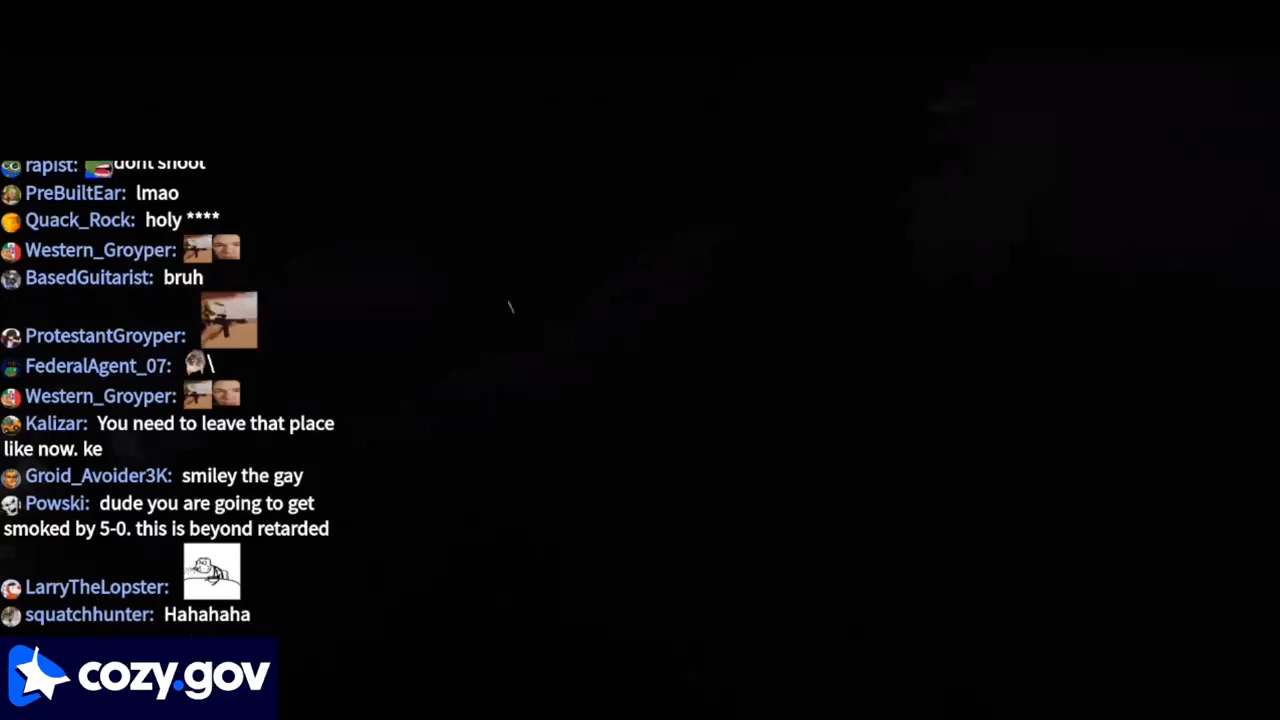 rapist: dont shoot
PreBuiltEar: lmao
Quack_Rock: holy ****
Western_Groyper:
BasedGuitarist: bruh
ProtestantGroyper:
FederalAgent_07: \
Western_Groyper:
Kalizar: You need to leave that place
like now. ke
Groid_Avoider3K: smiley the gay
Powski: dude you are going to get
smoked by 5-0. this is beyond retarded
LarryTheLopster:
squatchhunter: Hahahaha
cozy.gov